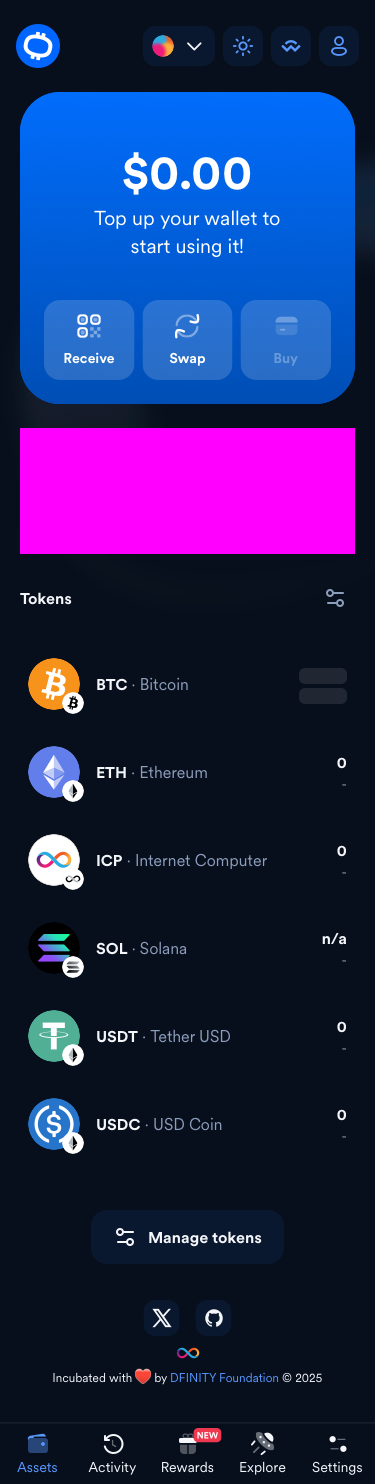 $0.00
Top up your wallet to
start using it!
Receive
Swap
Buy
Tokens
BTC · Bitcoin
ETH · Ethereum
0
-
ICP · Internet Computer
0
-
SOL · Solana
n/a
-
USDT · Tether USD
0
-
USDC · USD Coin
0
-
Manage tokens
Incubated with ❤️ by DFINITY Foundation © 2025
NEW
Assets
Activity
Rewards
Explore
Settings